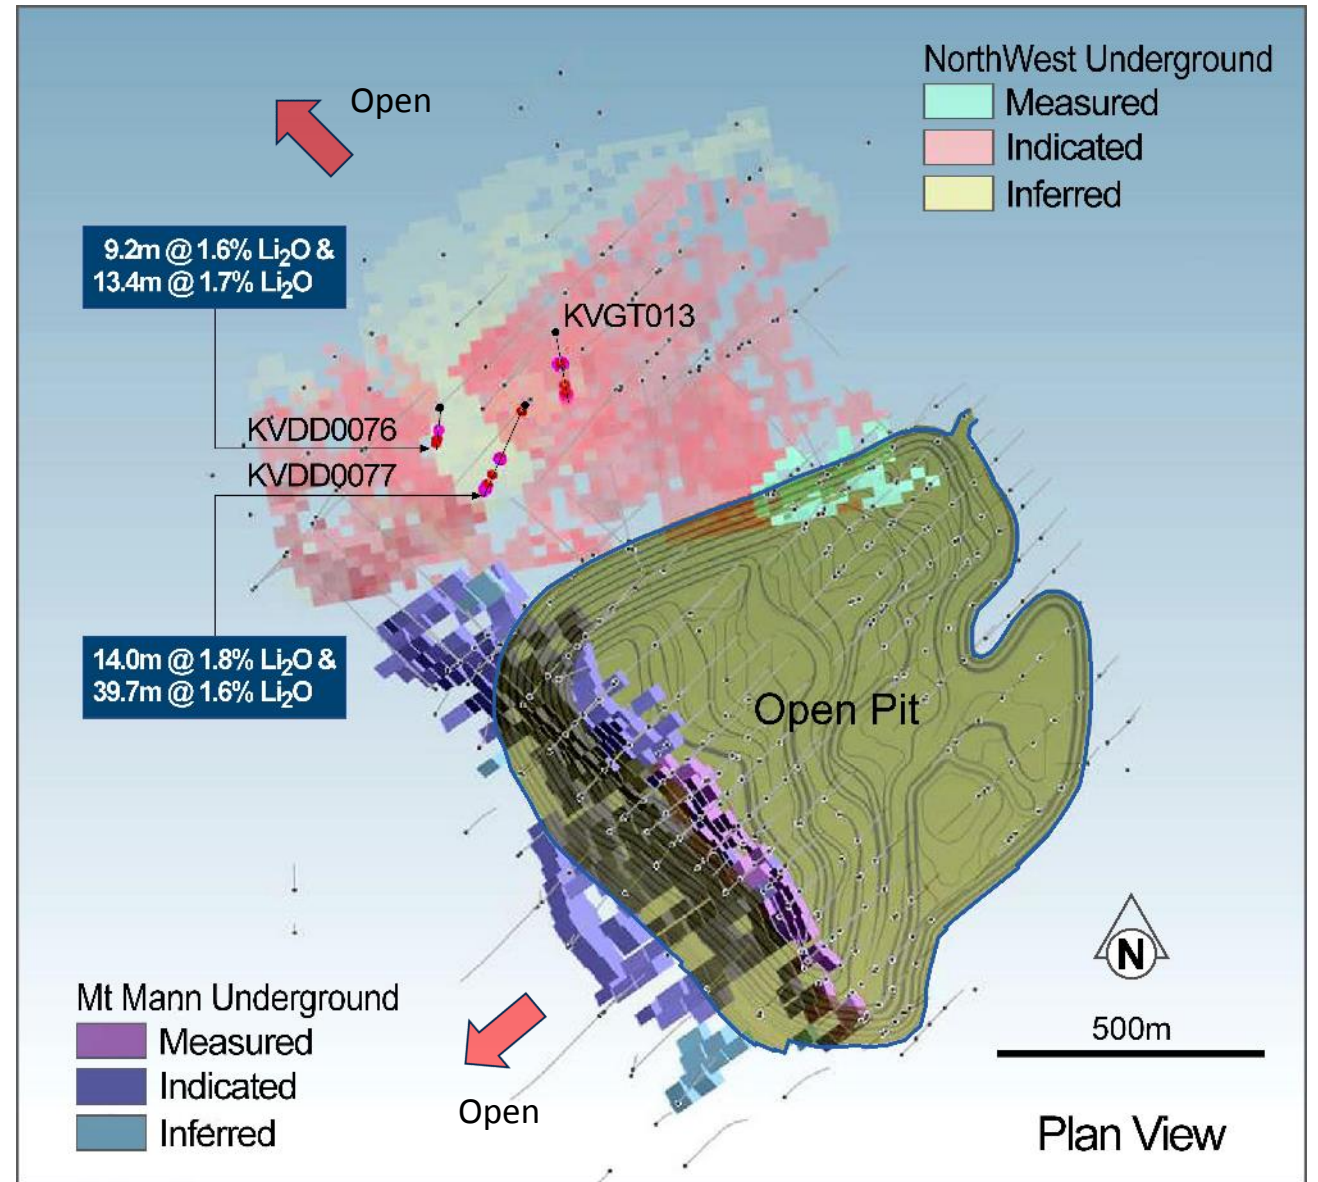 NorthWest Underground
Measured
Indicated
Inferred
Open
9.2m @ 1.6% Li₂O &
13.4m @ 1.7% Li₂O
KVGT013
KVDD0076
KVDD0077
14.0m @ 1.8% Li₂O &
39.7m @ 1.6% Li₂O
Open Pit
Mt Mann Underground
Measured
Indicated
Inferred
Open
N
500m
Plan View